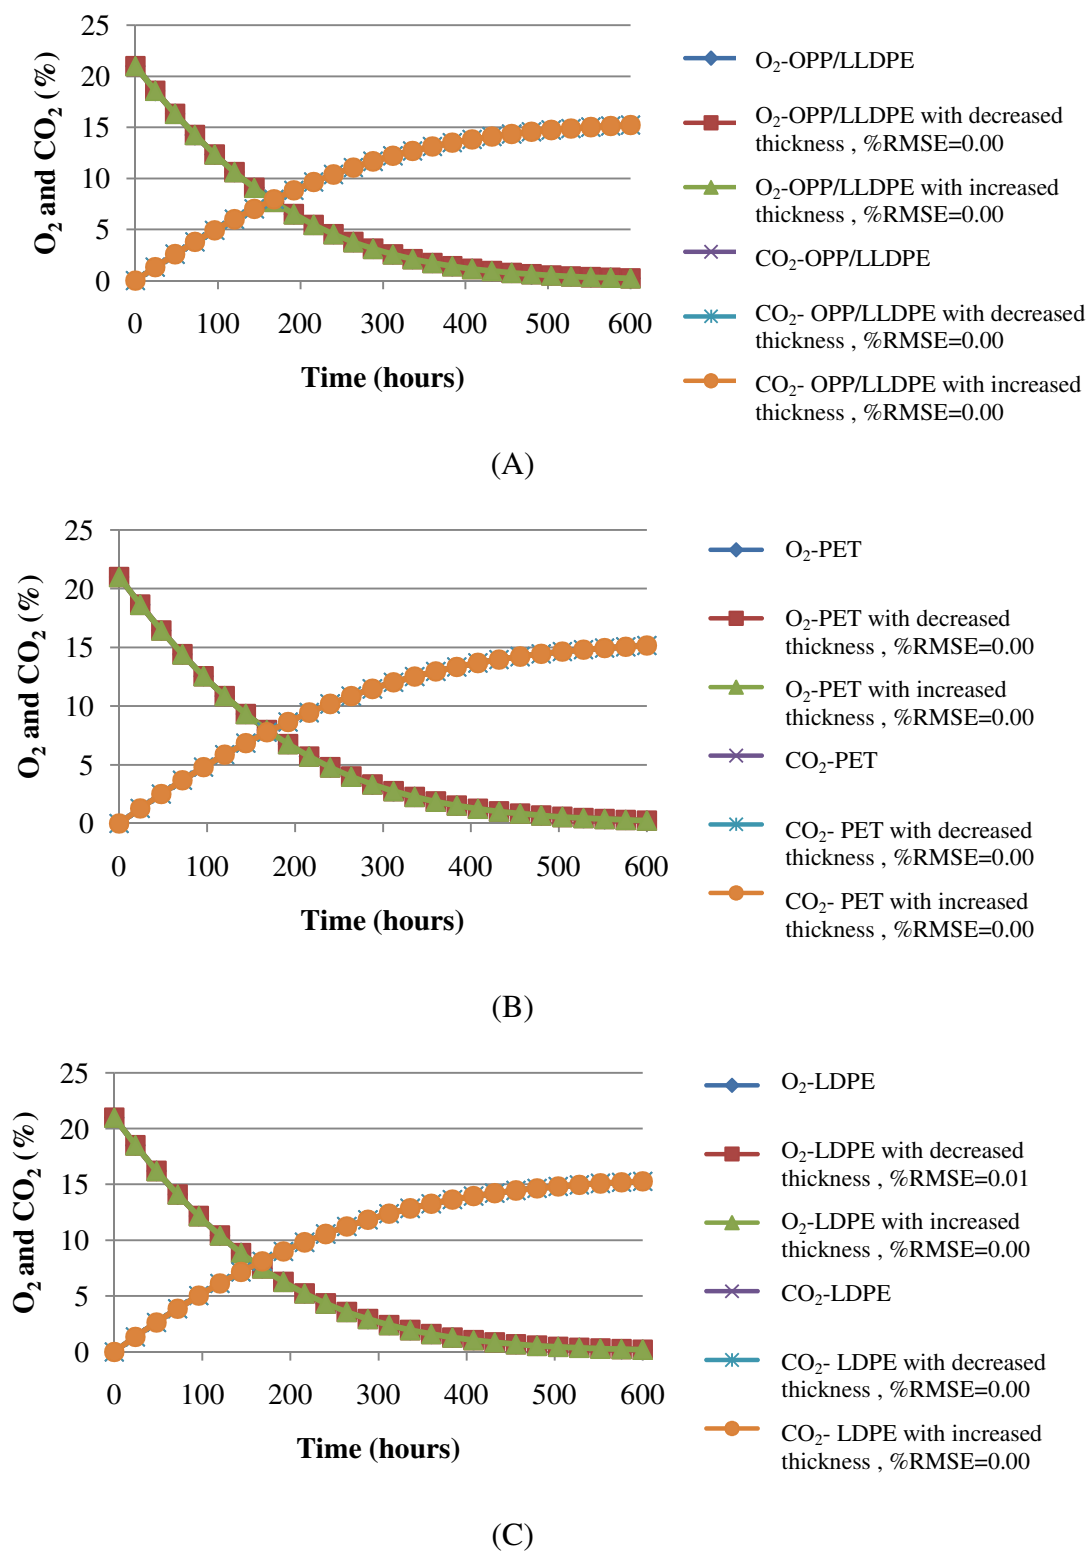 25
20
15
10
5
0
0 100 200 300 400 500 600
O₂ and CO₂ (%)
Time (hours)
O₂-OPP/LLDPE
O₂-OPP/LLDPE with decreased
thickness , %RMSE=0.00
O₂-OPP/LLDPE with increased
thickness , %RMSE=0.00
CO₂-OPP/LLDPE
CO₂- OPP/LLDPE with decreased
thickness , %RMSE=0.00
CO₂- OPP/LLDPE with increased
thickness , %RMSE=0.00
(A)
25
20
15
10
5
0
0 100 200 300 400 500 600
O₂ and CO₂ (%)
Time (hours)
O₂-PET
O₂-PET with decreased
thickness , %RMSE=0.00
O₂-PET with increased
thickness , %RMSE=0.00
CO₂-PET
CO₂- PET with decreased
thickness , %RMSE=0.00
CO₂- PET with increased
thickness , %RMSE=0.00
(B)
25
20
15
10
5
0
0 100 200 300 400 500 600
O₂ and CO₂ (%)
Time (hours)
O₂-LDPE
O₂-LDPE with decreased
thickness , %RMSE=0.01
O₂-LDPE with increased
thickness , %RMSE=0.00
CO₂-LDPE
CO₂- LDPE with decreased
thickness , %RMSE=0.00
CO₂- LDPE with increased
thickness , %RMSE=0.00
(C)